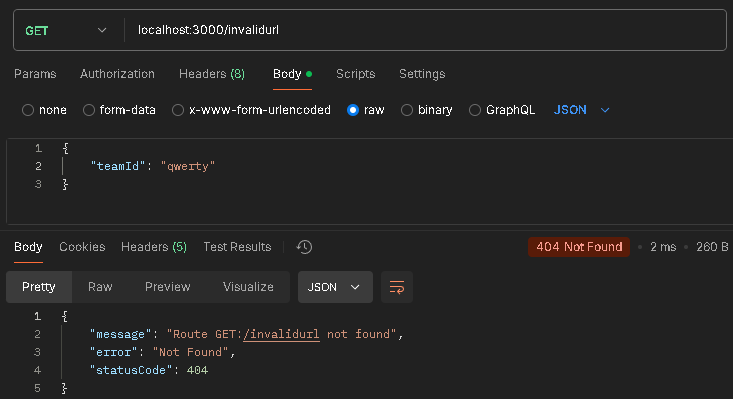 GET localhost:3000/invalidurl
Params Authorization Headers (8) Body Scripts Settings
none form-data x-www-form-urlencoded raw binary GraphQL JSON
1 {
2 "teamId": "qwerty"
3 }
Body Cookies Headers (5) Test Results 404 Not Found 2 ms 260 B
Pretty Raw Preview Visualize JSON
1 {
2 "message": "Route GET:/invalidurl not found",
3 "error": "Not Found",
4 "statusCode": 404
5 }